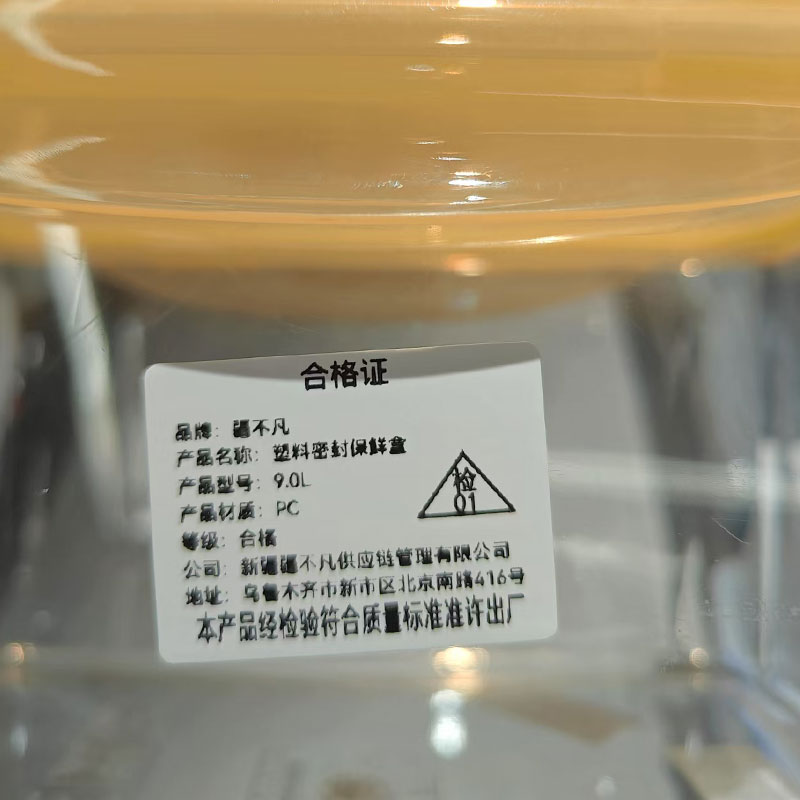 合格证
品牌：疆不凡
产品名称：塑料密封保鲜盒
产品型号：9.0L
产品材质：PC
等级：合格
公司：新疆疆不凡供应链管理有限公司
地址：乌鲁木齐市新市区北京南路416号
本产品经检验符合质量标准准许出厂
检
01